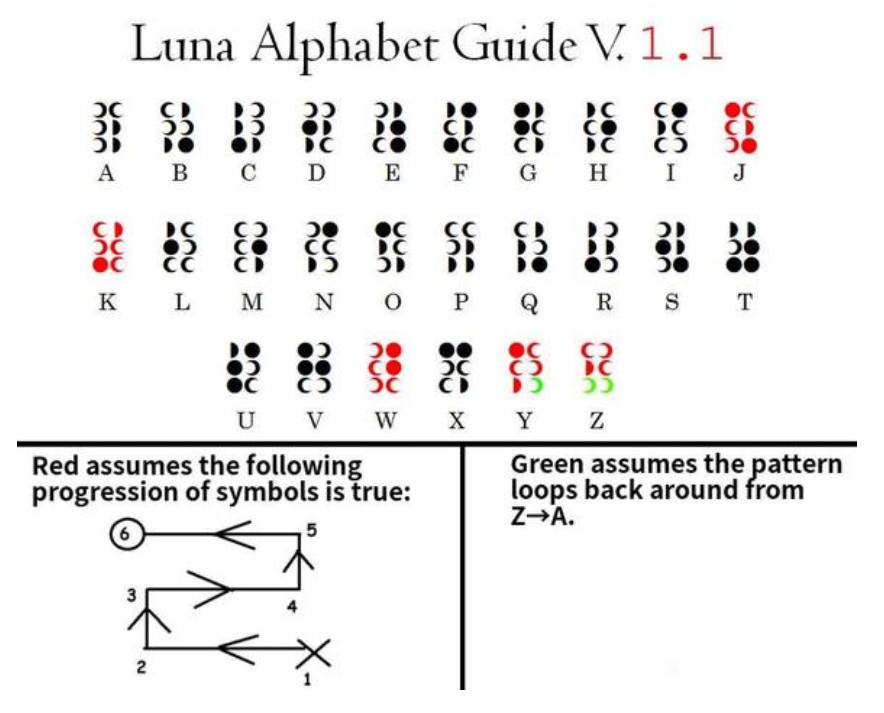 Luna Alphabet Guide V. 1.1
A B C D E F G H I J
K L M N O P Q R S T
U V W X Y Z
Red assumes the following
progression of symbols is true:
6 5
3 4
2 1
Green assumes the pattern
loops back around from
Z→A.